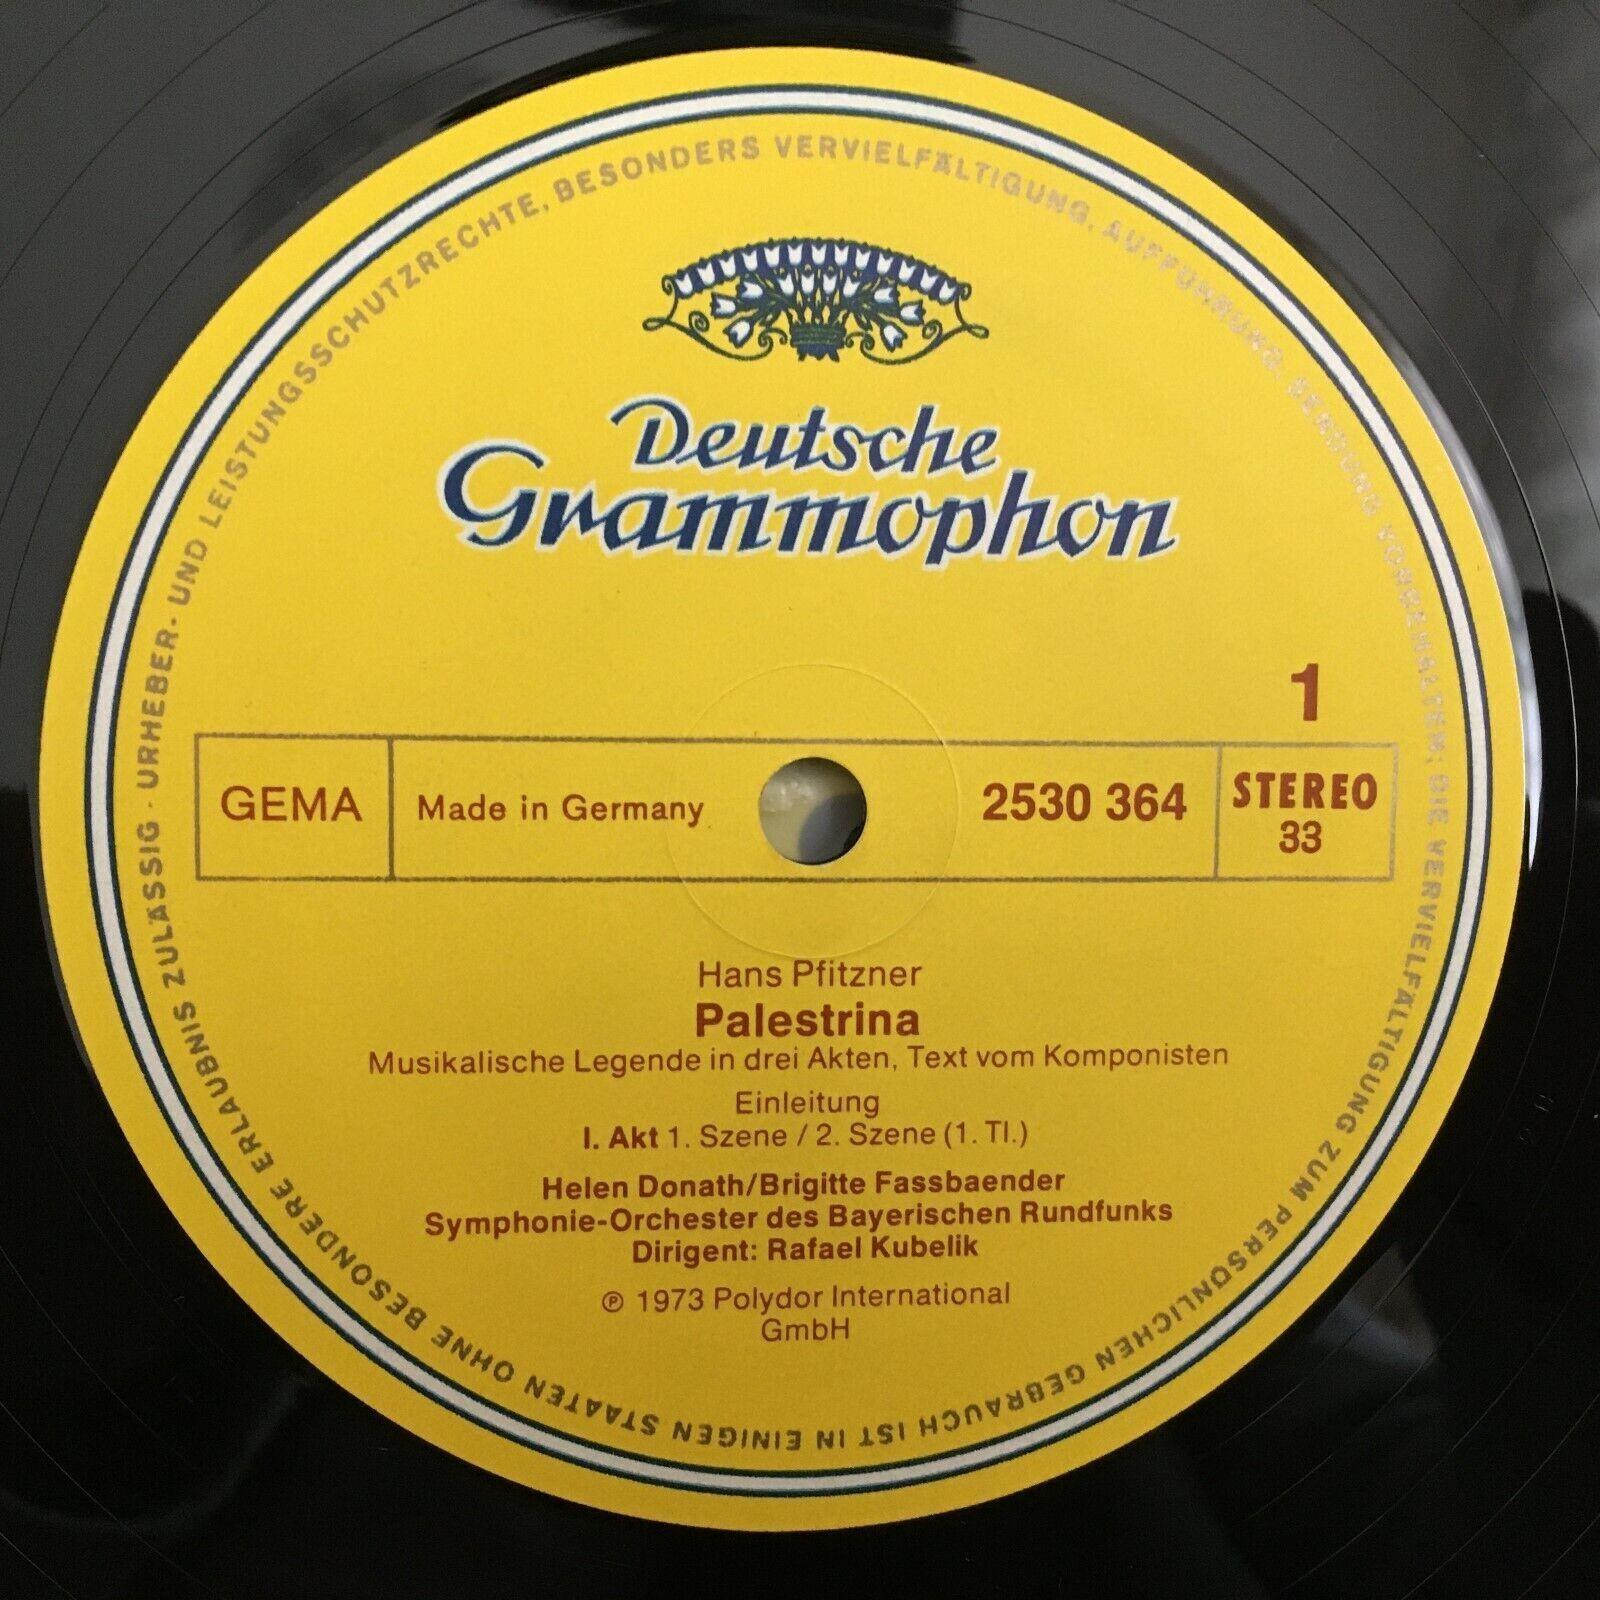 URHEBER- UND LEISTUNGSSCHUTZRECHTE, BESONDERS VERVIELFÄLTIGUNG, AUFFÜHRUNG, SENDUNG VORBEHALTEN; DIE VERVIELFÄLTIGUNG ZUM PERSÖNLICHEN GEBRAUCH IST IN EINIGEN STAATEN OHNE BESONDERE ERLAUBNIS ZULÄSSIG ·
Deutsche
Grammophon
1
GEMA Made in Germany 2530 364 STEREO
33
Hans Pfitzner
Palestrina
Musikalische Legende in drei Akten, Text vom Komponisten
Einleitung
I. Akt 1. Szene / 2. Szene (1. Tl.)
Helen Donath/Brigitte Fassbaender
Symphonie-Orchester des Bayerischen Rundfunks
Dirigent: Rafael Kubelik
℗ 1973 Polydor International
GmbH